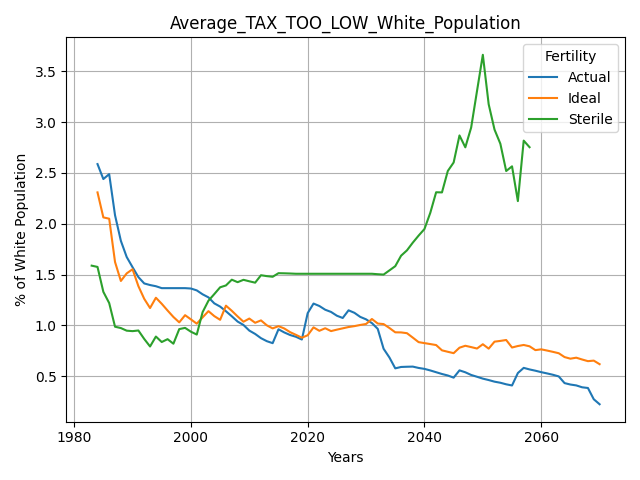 Average_TAX_TOO_LOW_White_Population
Fertility
Actual
Ideal
Sterile
% of White Population
3.5
3.0
2.5
2.0
1.5
1.0
0.5
1980
2000
2020
2040
2060
Years